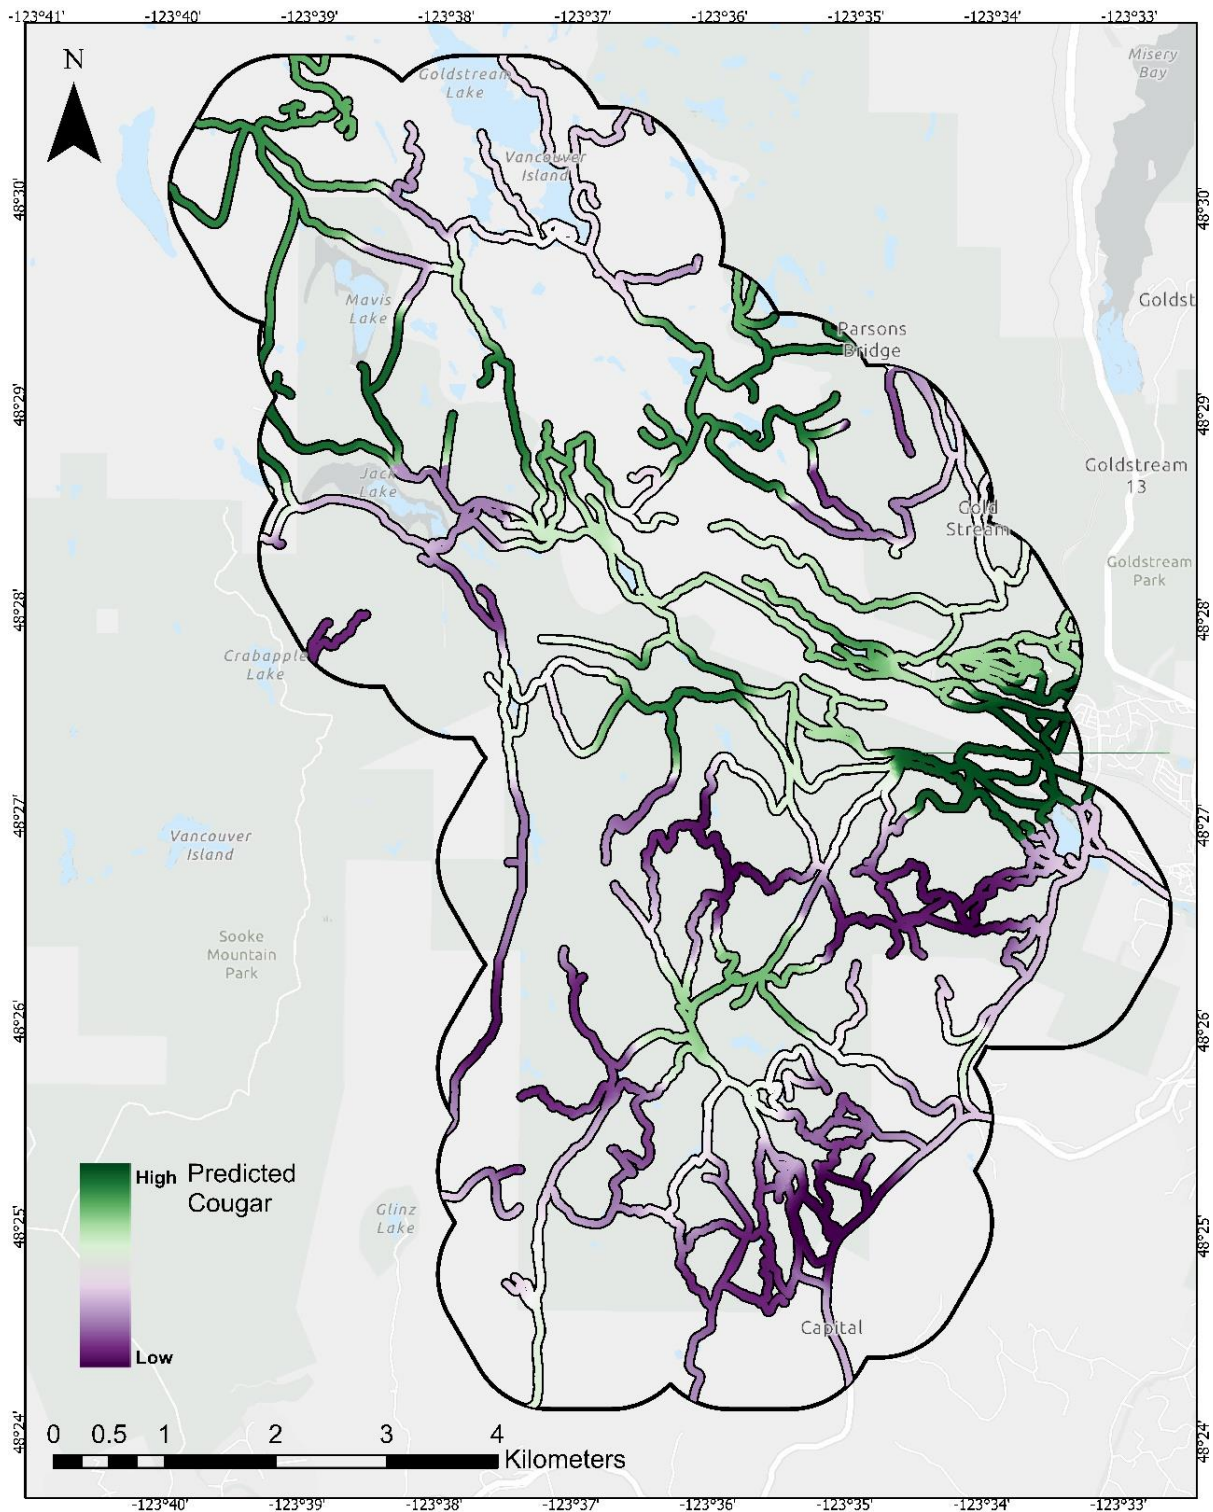 -123°41'
-123°40'
-123°39'
-123°38'
-123°37'
-123°36'
-123°35'
-123°34'
-123°33'
N
Misery
Bay
Goldstream
Lake
Vancouver
Island
48°30'
48°30'
Mavis
Lake
Goldst
Parsons
Bridge
48°29'
48°29'
Jack
Lake
Goldstream
13
Gold
Stream
Goldstream
Park
48°28'
48°28'
Crabapple
Lake
48°27'
48°27'
Vancouver
Island
Sooke
Mountain
Park
48°26'
48°26'
High
Predicted
Cougar
Low
Glinz
Lake
48°25'
48°25'
Capital
48°24'
48°24'
0 0.5 1 2 3 4
Kilometers
-123°40'
-123°39'
-123°38'
-123°37'
-123°36'
-123°35'
-123°34'
-123°33'